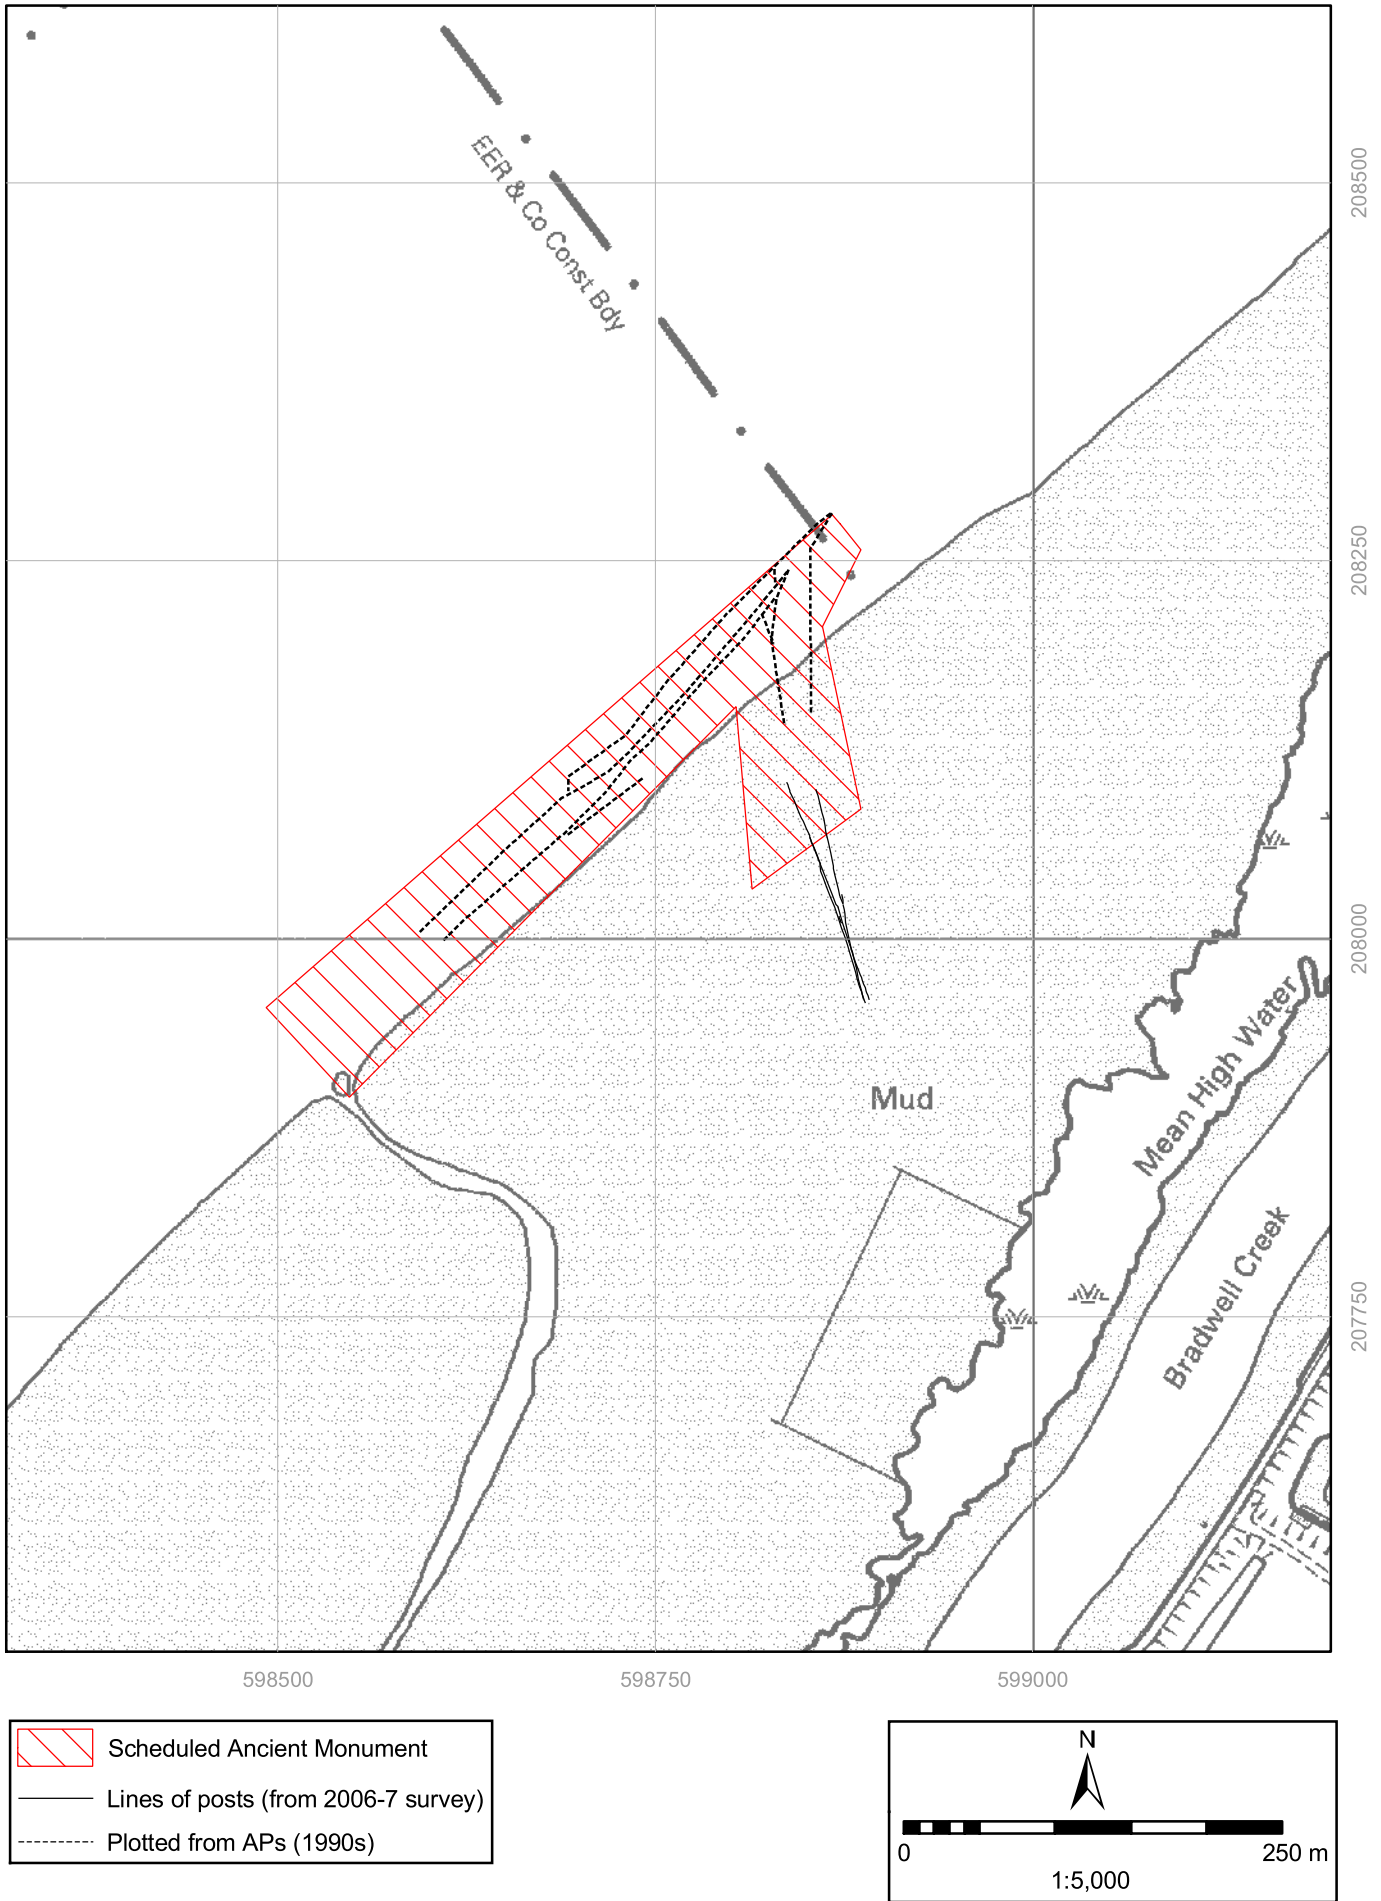 EER & Co Const Bdy
208500
208250
208000
Mud
Mean High Water
Bradwell Creek
207750
598500
598750
599000
Scheduled Ancient Monument
Lines of posts (from 2006-7 survey)
Plotted from APs (1990s)
N
0
250 m
1:5,000